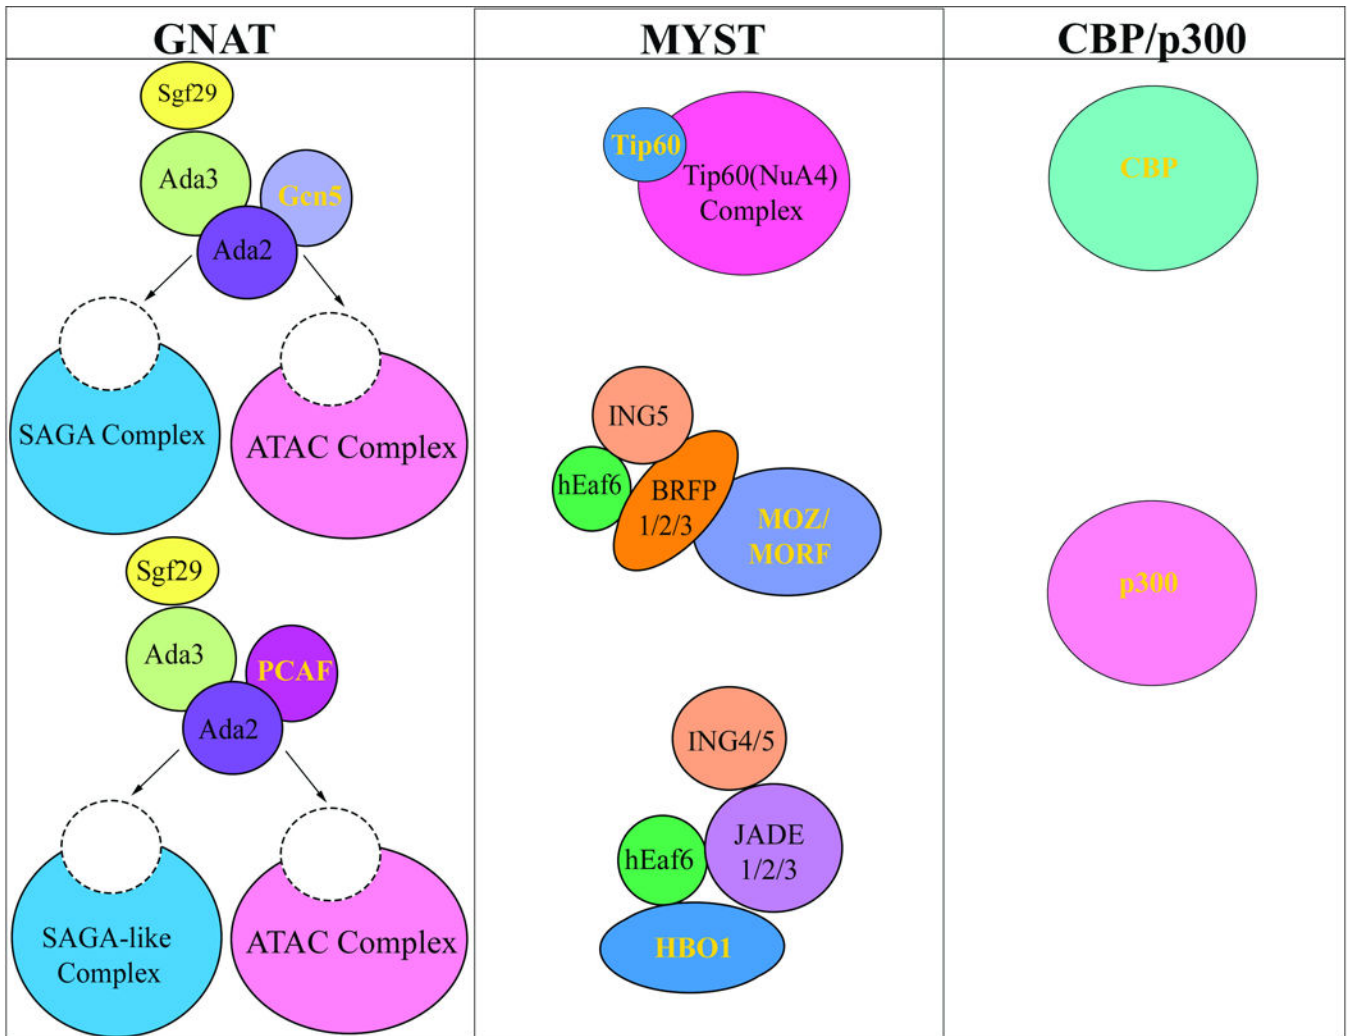 GNAT
MYST
CBP/p300
Sgf29
Ada3
Gcn5
Ada2
SAGA Complex
ATAC Complex
Sgf29
Ada3
PCAF
Ada2
SAGA-like
Complex
ATAC Complex
Tip60
Tip60(NuA4)
Complex
ING5
hEaf6
BRFP
1/2/3
MOZ/
MORF
ING4/5
JADE
1/2/3
hEaf6
HBO1
CBP
p300